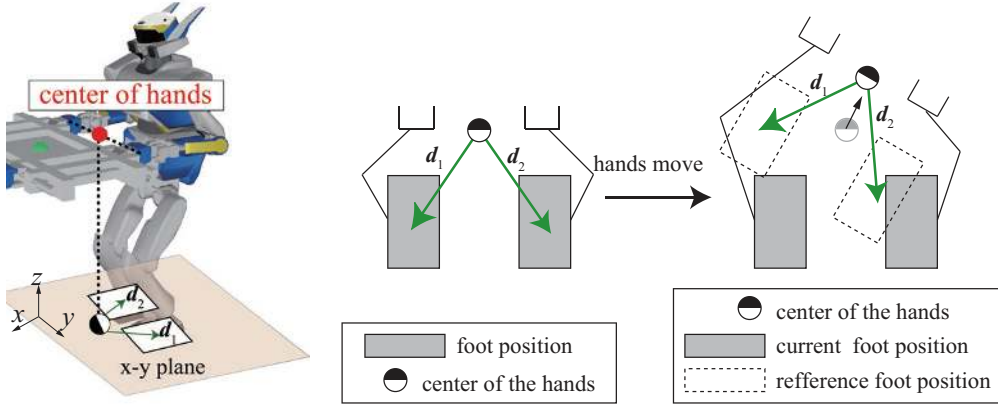 center of hands
z
x
y
d2
d1
x-y plane
d1
d2
hands move
d1
d2
foot position
center of the hands
center of the hands
current foot position
refference foot position